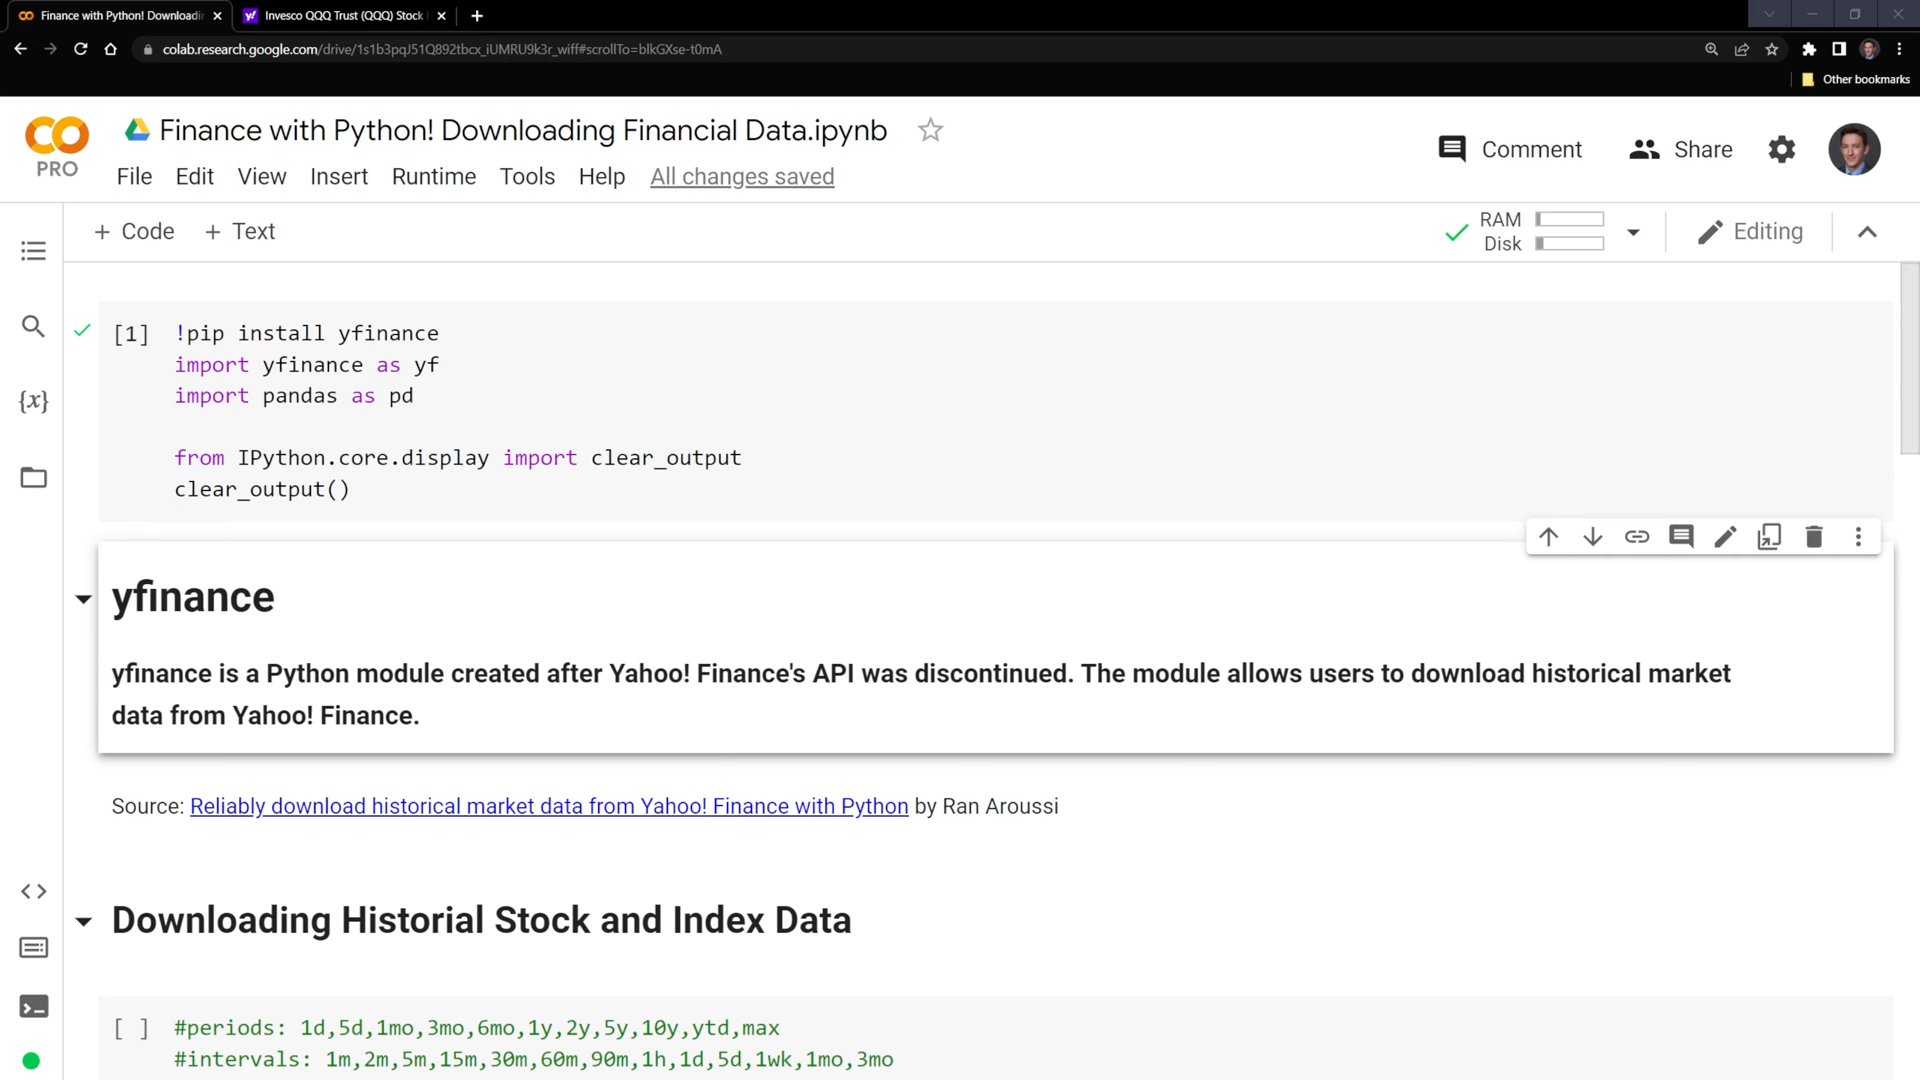 Finance with Python! Downloadin
Invesco QQQ Trust (QQQ) Stock
colab.research.google.com/drive/1s1b3pqJ51Q892tbcx_iUMRU9k3r_wiff#scrollTo=blkGXse-t0mA
Other bookmarks
PRO
Finance with Python! Downloading Financial Data.ipynb
Comment
Share
File Edit View Insert Runtime Tools Help All changes saved
+ Code + Text
RAM
Disk
Editing
[1] !pip install yfinance
import yfinance as yf
import pandas as pd
from IPython.core.display import clear_output
clear_output()
yfinance
yfinance is a Python module created after Yahoo! Finance's API was discontinued. The module allows users to download historical market
data from Yahoo! Finance.
Source: Reliably download historical market data from Yahoo! Finance with Python by Ran Aroussi
Downloading Historial Stock and Index Data
[ ] #periods: 1d,5d,1mo,3mo,6mo,1y,2y,5y,10y,ytd,max
#intervals: 1m,2m,5m,15m,30m,60m,90m,1h,1d,5d,1wk,1mo,3mo